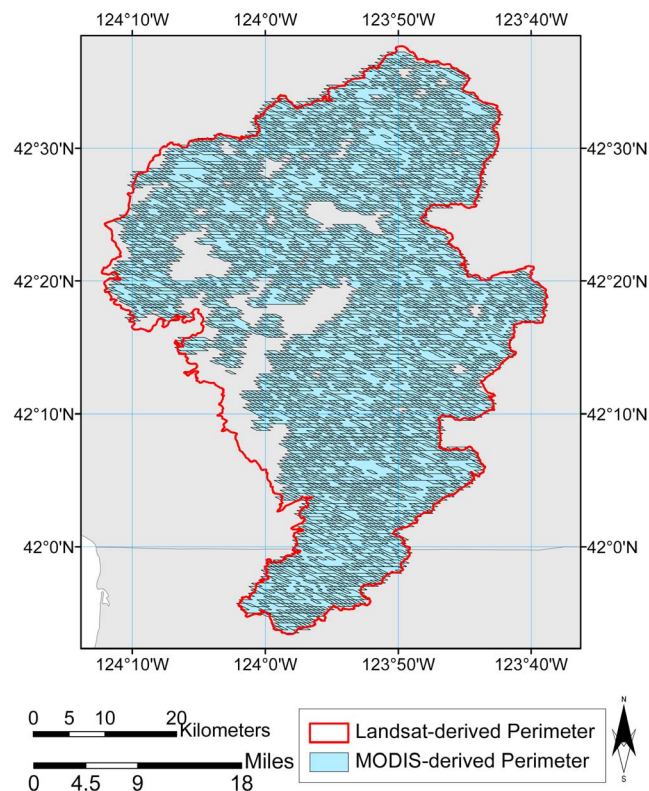 124°10'W 124°0'W 123°50'W 123°40'W
42°30'N 42°30'N
42°20'N 42°20'N
42°10'N 42°10'N
42°0'N 42°0'N
124°10'W 124°0'W 123°50'W 123°40'W
0 5 10 20
Kilometers
Miles
0 4.5 9 18
Landsat-derived Perimeter
MODIS-derived Perimeter
N
S